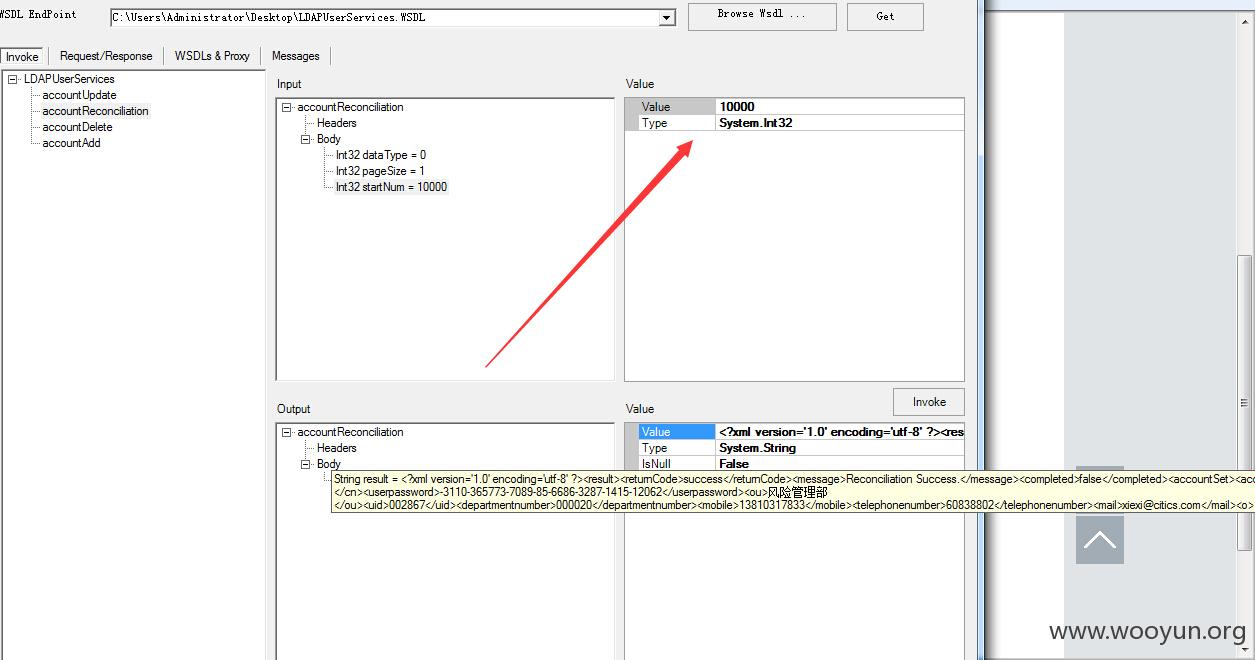 WSDL EndPoint
C:\Users\Administrator\Desktop\LDAPUserServices.WSDL
Browse Wsdl ...
Get
Invoke
Request/Response
WSDLs & Proxy
Messages
LDAPUserServices
accountUpdate
accountReconciliation
accountDelete
accountAdd
Input
accountReconciliation
Headers
Body
Int32 dataType = 0
Int32 pageSize = 1
Int32 startNum = 10000
Value
Value 10000
Type System.Int32
Invoke
Output
accountReconciliation
Headers
Body
Value
Value <?xml version='1.0' encoding='utf-8' ?><res
Type System.String
IsNull False
String result = <?xml version='1.0' encoding='utf-8' ?><result><returnCode>success</returnCode><message>Reconciliation Success.</message><completed>false</completed><accountSet><acc
</cn><userpassword>-3110-365773-7089-85-6686-3287-1415-12062</userpassword><ou>风险管理部
</ou><uid>002867</uid><departmentnumber>000020</departmentnumber><mobile>13810317833</mobile><telephonenumber>60838802</telephonenumber><mail>xiexi@citics.com</mail><o>
www.wooyun.org